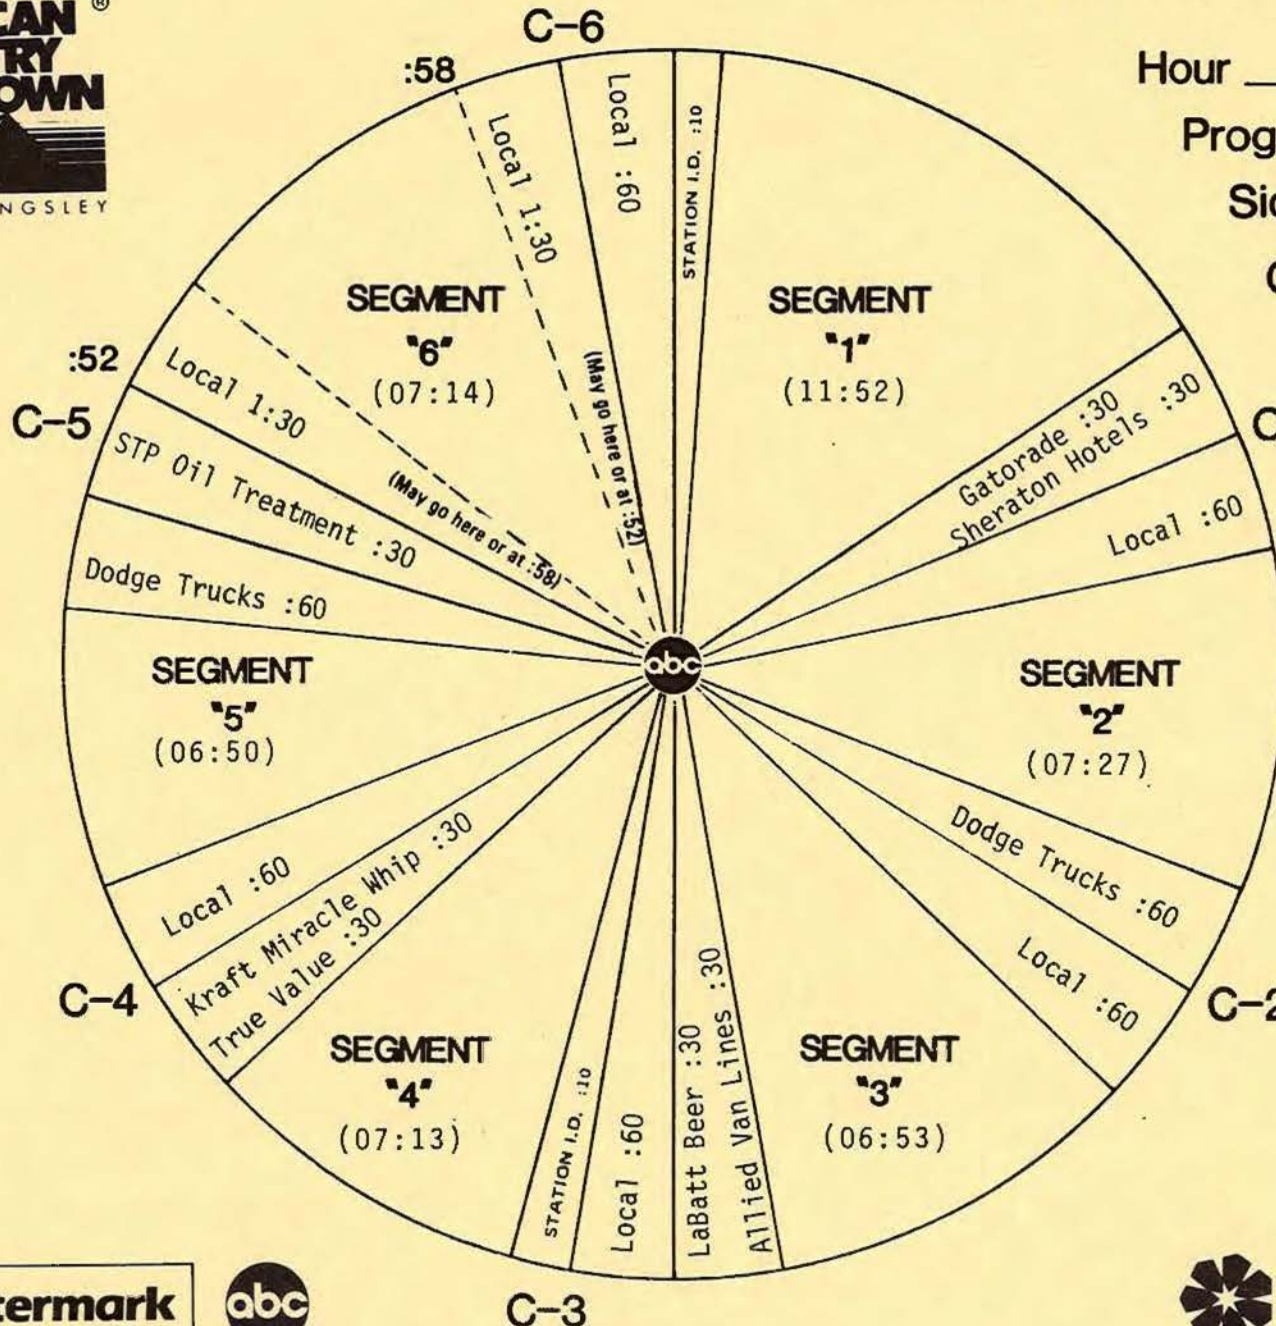 C-6
:58
Hour
Local :60
STATION I.D. :10
Local 1:30
(May go here or at :52)
SEGMENT
"1"
(11:52)
Gatorade :30
Sheraton Hotels :30
Local :60
SEGMENT
"2"
(07:27)
Dodge Trucks :60
C-2
Local :60
SEGMENT
"3"
(06:53)
Allied Van Lines :30
LaBatt Beer :30
C-3
Local :60
STATION I.D. :10
SEGMENT
"4"
(07:13)
True Value :30
Kraft Miracle Whip :30
C-4
Local :60
SEGMENT
"5"
(06:50)
Dodge Trucks :60
STP Oil Treatment :30
C-5
:52
Local 1:30
(May go here or at :58)
SEGMENT
"6"
(07:14)
abc
abc